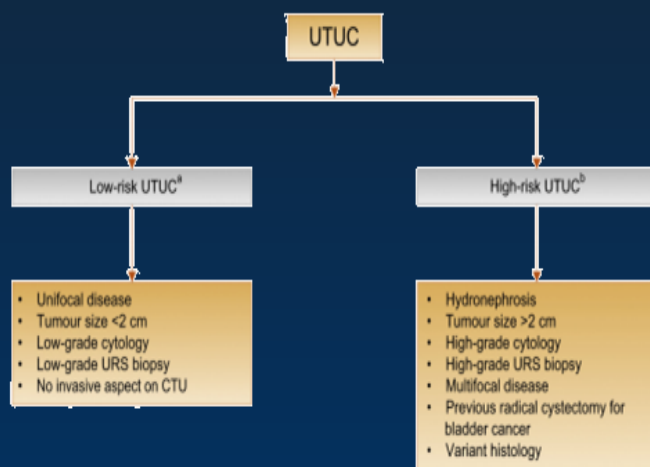 UTUC
Low-risk UTUCª
High-risk UTUCᵇ
• Unifocal disease
• Tumour size <2 cm
• Low-grade cytology
• Low-grade URS biopsy
• No invasive aspect on CTU
• Hydronephrosis
• Tumour size >2 cm
• High-grade cytology
• High-grade URS biopsy
• Multifocal disease
• Previous radical cystectomy for
bladder cancer
• Variant histology